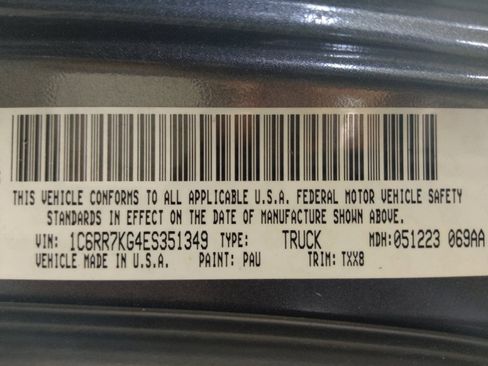 THIS VEHICLE CONFORMS TO ALL APPLICABLE U.S.A. FEDERAL MOTOR VEHICLE SAFETY
STANDARDS IN EFFECT ON THE DATE OF MANUFACTURE SHOWN ABOVE.
VIN: 1C6RR7KG4ES351349 TYPE: TRUCK MDH: 051223 069AA
VEHICLE MADE IN U.S.A. PAINT: PAU TRIM: TXX8